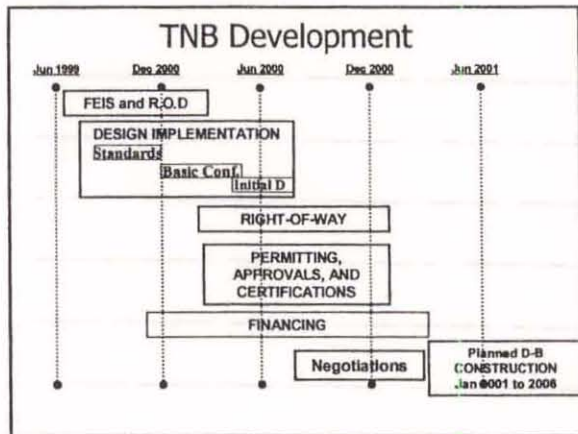 TNB Development
Jun 1999 Dec 2000 Jun 2000 Dec 2000 Jun 2001
FEIS and R.O.D
DESIGN IMPLEMENTATION
Standards
Basic Conf.
Initial D
RIGHT-OF-WAY
PERMITTING,
APPROVALS, AND
CERTIFICATIONS
FINANCING
Negotiations
Planned D-B
CONSTRUCTION
Jan 2001 to 2006